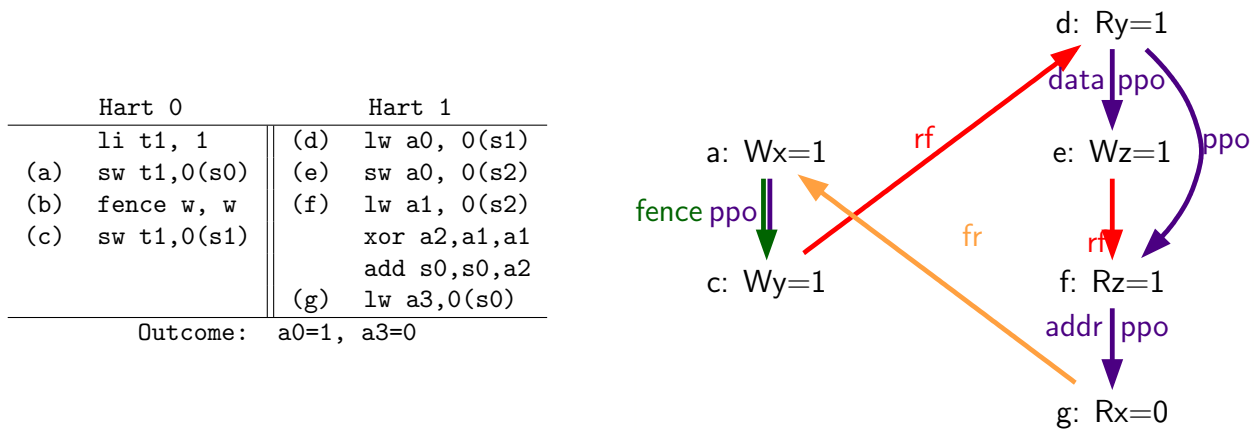 Hart 0 Hart 1
li t1, 1 (d) lw a0, 0(s1)
(a) sw t1,0(s0) (e) sw a0, 0(s2)
(b) fence w, w (f) lw a1, 0(s2)
(c) sw t1,0(s1) xor a2,a1,a1
add s0,s0,a2
(g) lw a3,0(s0)
Outcome: a0=1, a3=0
d: Ry=1
data ppo
rf
ppo
a: Wx=1
e: Wz=1
fence ppo
fr
rf
c: Wy=1
f: Rz=1
addr ppo
g: Rx=0